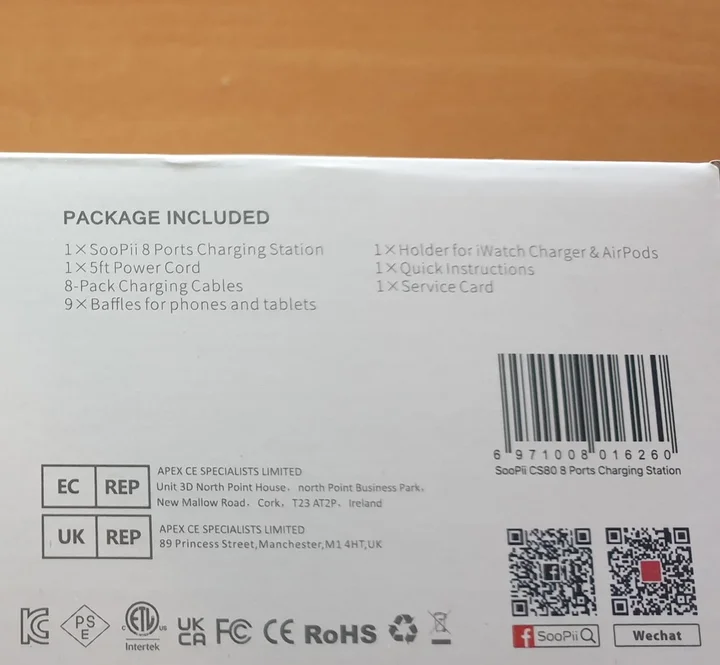 PACKAGE INCLUDED
1×SooPii 8 Ports Charging Station
1×5ft Power Cord
8-Pack Charging Cables
9×Baffles for phones and tablets
1×Holder for iWatch Charger & AirPods
1×Quick Instructions
1×Service Card
6 971008 016260
SooPii CS80 8 Ports Charging Station
EC REP
APEX CE SPECIALISTS LIMITED
Unit 3D North Point House, north Point Business Park,
New Mallow Road, Cork, T23 AT2P, Ireland
UK REP
APEX CE SPECIALISTS LIMITED
89 Princess Street,Manchester,M1 4HT,UK
KC
PS
E
c ETL us
Intertek
UK
CA
FC
CE
RoHS
f SooPii
Wechat